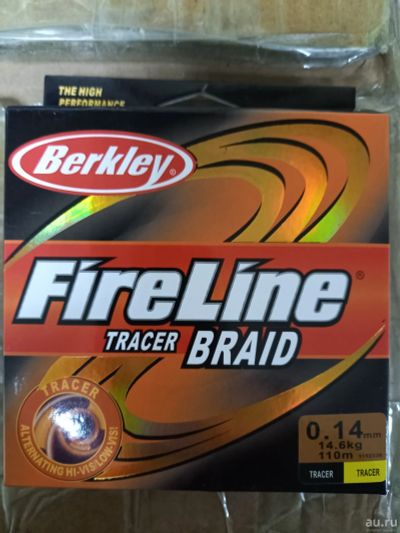 THE HIGH
PERFORMANCE
Berkley®
FireLine®
TRACER BRAID
TRACER
ALTERNATING HI-VIS/LOW-VIS!
0.14mm
14.6kg
110m
TRACER TRACER
au.ru